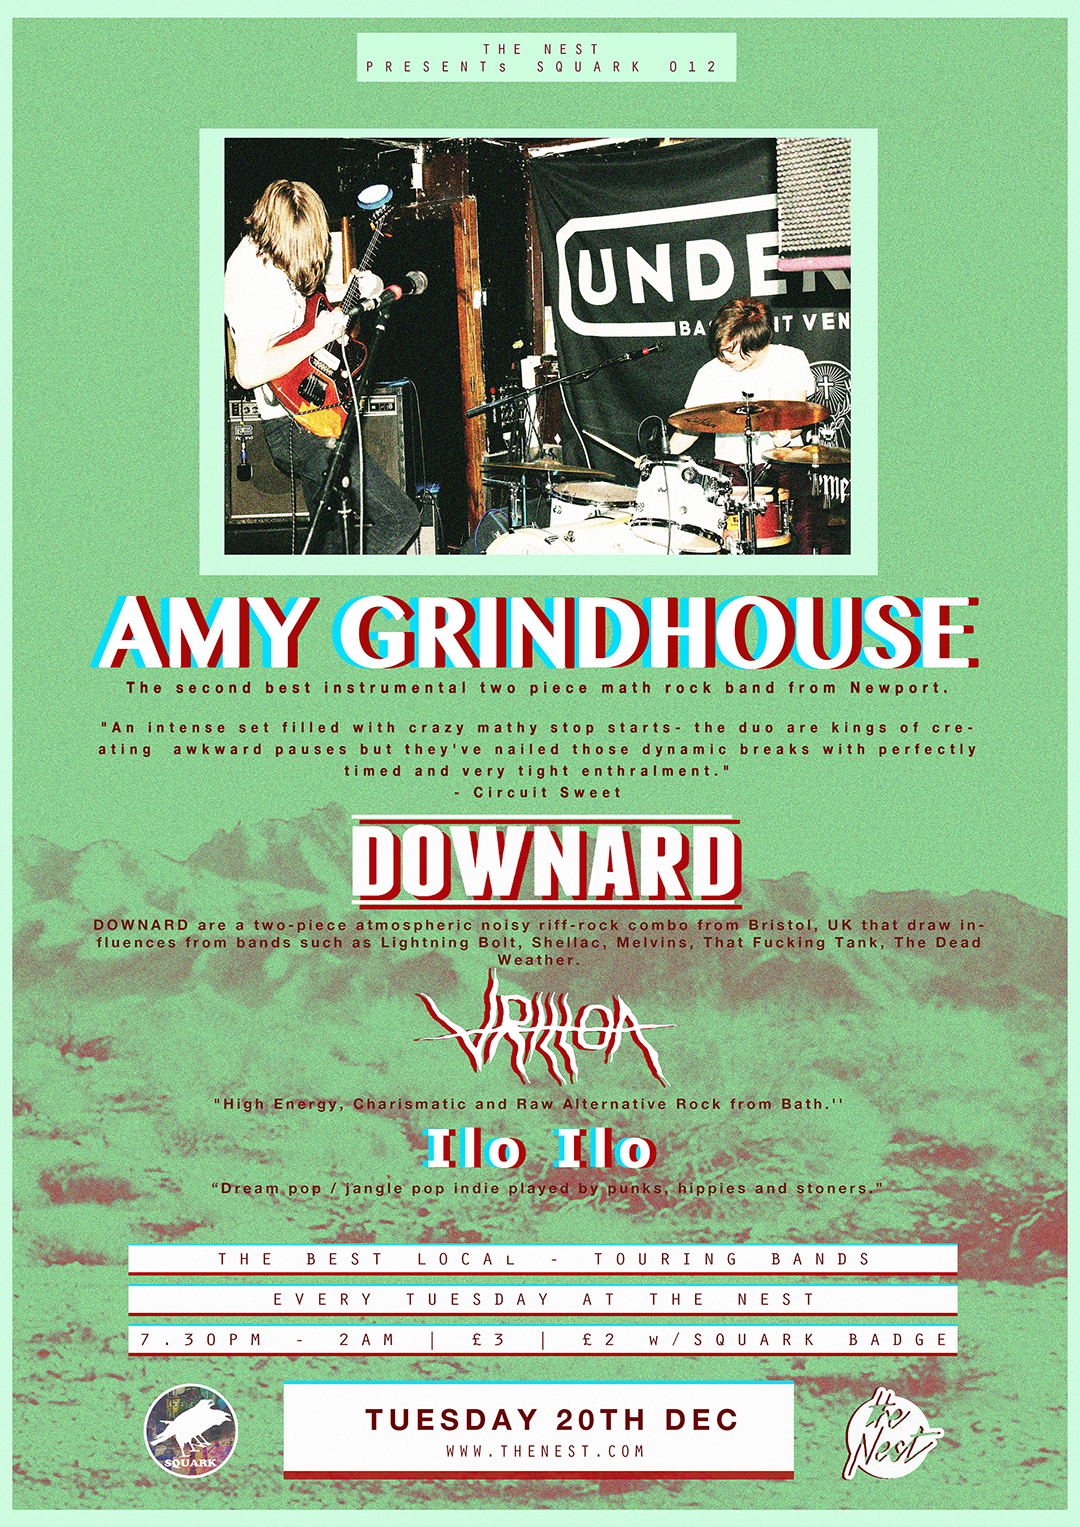 THE NEST
PRESENTs SQUARK 012
UNDER
BA
IT VEN
AMY GRINDHOUSE
The second best instrumental two piece math rock band from Newport.
"An intense set filled with crazy mathy stop starts- the duo are kings of cre-
ating awkward pauses but they've nailed those dynamic breaks with perfectly
timed and very tight enthralment."
- Circuit Sweet
DOWNARD
DOWNARD are a two-piece atmospheric noisy riff-rock combo from Bristol, UK that draw in-
fluences from bands such as Lightning Bolt, Shellac, Melvins, That Fucking Tank, The Dead
Weather.
"High Energy, Charismatic and Raw Alternative Rock from Bath.''
Ilo Ilo
“Dream pop / jangle pop indie played by punks, hippies and stoners.”
THE BEST LOCAL - TOURING BANDS
EVERY TUESDAY AT THE NEST
7.30PM - 2AM | £3 | £2 w/SQUARK BADGE
SQUARK
TUESDAY 20TH DEC
WWW.THENEST.COM
the
Nest